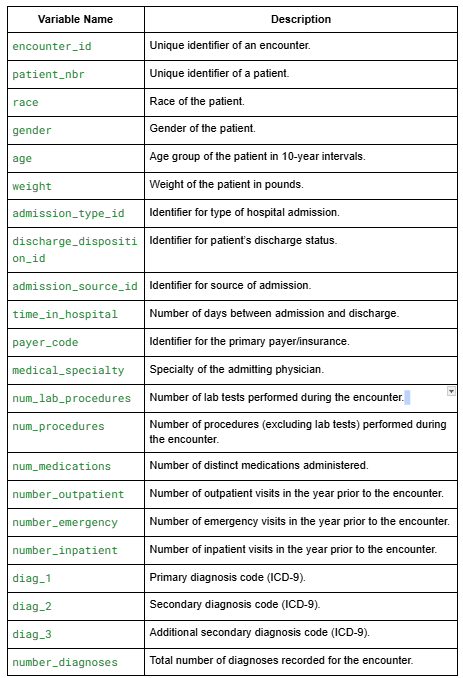 Variable Name Description
encounter_id Unique identifier of an encounter.
patient_nbr Unique identifier of a patient.
race Race of the patient.
gender Gender of the patient.
age Age group of the patient in 10-year intervals.
weight Weight of the patient in pounds.
admission_type_id Identifier for type of hospital admission.
discharge_dispositi Identifier for patient's discharge status.
on_id
admission_source_id Identifier for source of admission.
time_in_hospital Number of days between admission and discharge.
payer_code Identifier for the primary payer/insurance.
medical_specialty Specialty of the admitting physician.
num_lab_procedures Number of lab tests performed during the encounter.
num_procedures Number of procedures (excluding lab tests) performed during
the encounter.
num_medications Number of distinct medications administered.
number_outpatient Number of outpatient visits in the year prior to the encounter.
number_emergency Number of emergency visits in the year prior to the encounter.
number_inpatient Number of inpatient visits in the year prior to the encounter.
diag_1 Primary diagnosis code (ICD-9).
diag_2 Secondary diagnosis code (ICD-9).
diag_3 Additional secondary diagnosis code (ICD-9).
number_diagnoses Total number of diagnoses recorded for the encounter.